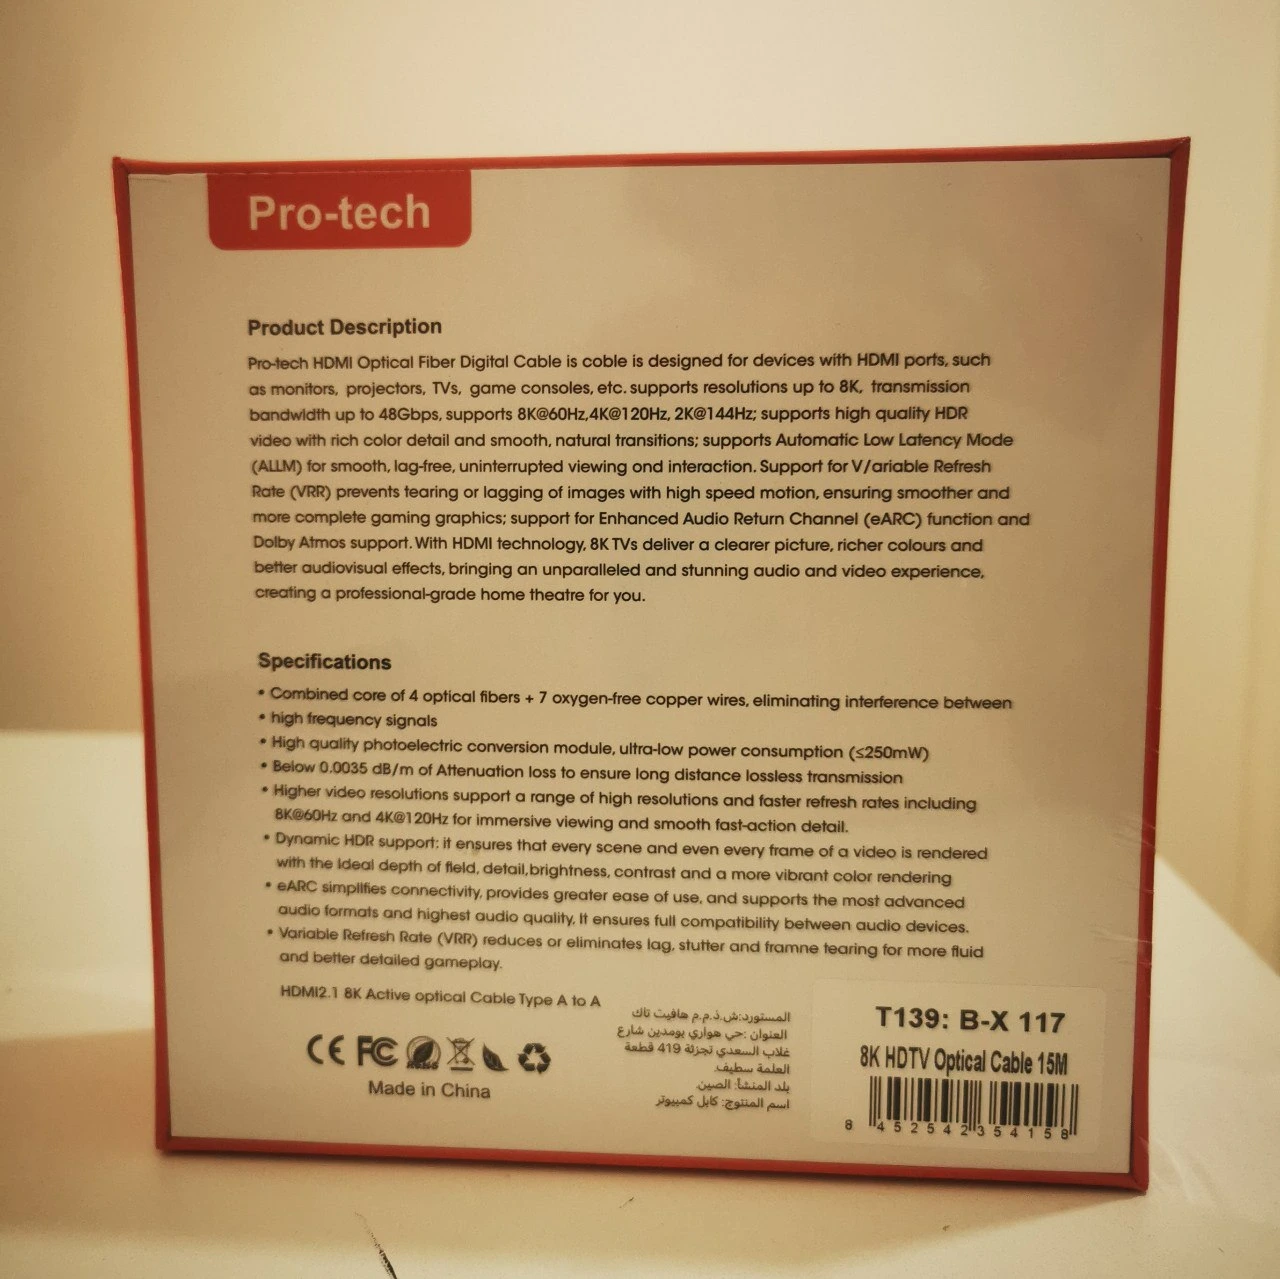 Pro-tech
Product Description
Pro-tech HDMI Optical Fiber Digital Cable is coble is designed for devices with HDMI ports, such
as monitors, projectors, TVs, game consoles, etc. supports resolutions up to 8K, transmission
bandwidth up to 48Gbps, supports 8K@60Hz,4K@120Hz, 2K@144Hz; supports high quality HDR
video with rich color detail and smooth, natural transitions; supports Automatic Low Latency Mode
(ALLM) for smooth, lag-free, uninterrupted viewing ond interaction. Support for V/ariable Refresh
Rate (VRR) prevents tearing or lagging of images with high speed motion, ensuring smoother and
more complete gaming graphics; support for Enhanced Audio Return Channel (eARC) function and
Dolby Atmos support. With HDMI technology, 8K TVs deliver a clearer picture, richer colours and
better audiovisual effects, bringing an unparalleled and stunning audio and video experience,
creating a professional-grade home theatre for you.
Specifications
• Combined core of 4 optical fibers + 7 oxygen-free copper wires, eliminating interference between
• high frequency signals
• High quality photoelectric conversion module, ultra-low power consumption (≤250mW)
• Below 0.0035 dB/m of Attenuation loss to ensure long distance lossless transmission
• Higher video resolutions support a range of high resolutions and faster refresh rates including
8K@60Hz and 4K@120Hz for immersive viewing and smooth fast-action detail.
• Dynamic HDR support: it ensures that every scene and even every frame of a video is rendered
with the Ideal depth of field, detail,brightness, contrast and a more vibrant color rendering
• eARC simplifies connectivity, provides greater ease of use, and supports the most advanced
audio formats and highest audio quality. It ensures full compatibility between audio devices.
• Variable Refresh Rate (VRR) reduces or eliminates lag, stutter and framne tearing for more fluid
and better detailed gameplay.
HDMI2.1 8K Active optical Cable Type A to A
CE FC
Made in China
المستورد:ش.ذ.م.م هافيت تاك
العنوان :حي هواري بومدين شارع
غلاب السعدي تجزئة 419 قطعة
العلمة سطيف.
بلد المنشأ: الصين.
اسم المنتوج: كابل كمبيوتر
T139: B-X 117
8K HDTV Optical Cable 15M
8 452542 354158